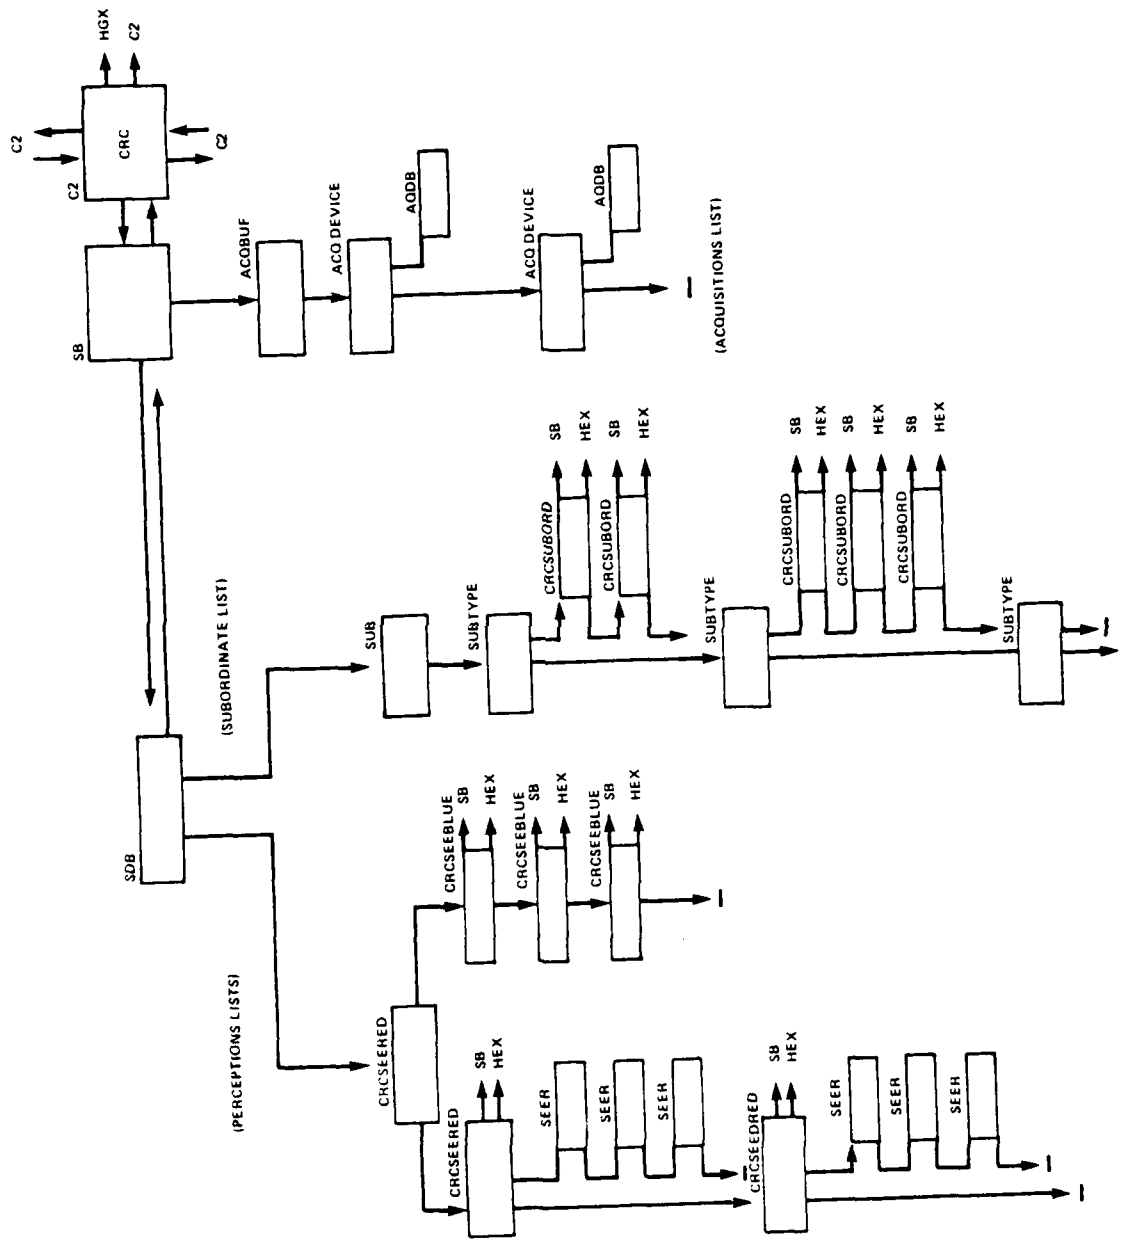 HGX
C2
C2
CRC
C2
C2
SB
ACQBUF
ACQ DEVICE
AQDB
ACQ DEVICE
AQDB
(ACQUISITIONS LIST)
SDB
(SUBORDINATE LIST)
SUB
SUBTYPE
CRCSUBORD
SB
HEX
CRCSUBORD
SB
HEX
SUBTYPE
CRCSUBORD
SB
HEX
CRCSUBORD
SB
HEX
CRCSUBORD
SB
HEX
SUBTYPE
(PERCEPTIONS LISTS)
CRCSEERED
CRCSEEBLUE
SB
HEX
CRCSEEBLUE
SB
HEX
CRCSEEBLUE
SB
HEX
CRCSEERED
SB
HEX
SEER
SEER
SEER
CRCSEEDRED
SB
HEX
SEER
SEER
SEER